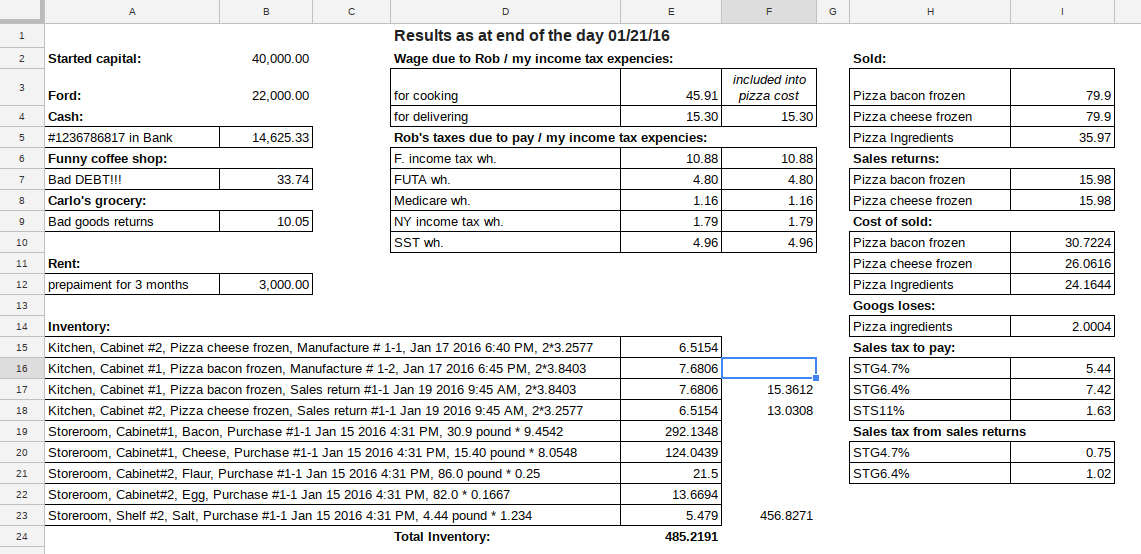 A B C D E F G H I
1 Results as at end of the day 01/21/16
2 Started capital: 40,000.00 Wage due to Rob / my income tax expencies: Sold:
3 Ford: 22,000.00 for cooking 45.91 included into pizza cost Pizza bacon frozen 79.9
4 Cash: for delivering 15.30 15.30 Pizza cheese frozen 79.9
5 #1236786817 in Bank 14,625.33 Rob's taxes due to pay / my income tax expencies: Pizza Ingredients 35.97
6 Funny coffee shop: F. income tax wh. 10.88 10.88 Sales returns:
7 Bad DEBT!!! 33.74 FUTA wh. 4.80 4.80 Pizza bacon frozen 15.98
8 Carlo's grocery: Medicare wh. 1.16 1.16 Pizza cheese frozen 15.98
9 Bad goods returns 10.05 NY income tax wh. 1.79 1.79 Cost of sold:
10 SST wh. 4.96 4.96 Pizza bacon frozen 30.7224
11 Rent: Pizza cheese frozen 26.0616
12 prepaiment for 3 months 3,000.00 Pizza Ingredients 24.1644
13 Googs loses:
14 Inventory: Pizza ingredients 2.0004
15 Kitchen, Cabinet #2, Pizza cheese frozen, Manufacture # 1-1, Jan 17 2016 6:40 PM, 2*3.2577 6.5154 Sales tax to pay:
16 Kitchen, Cabinet #1, Pizza bacon frozen, Manufacture # 1-2, Jan 17 2016 6:45 PM, 2*3.8403 7.6806 STG4.7% 5.44
17 Kitchen, Cabinet #1, Pizza bacon frozen, Sales return #1-1 Jan 19 2016 9:45 AM, 2*3.8403 7.6806 15.3612 STG6.4% 7.42
18 Kitchen, Cabinet #2, Pizza cheese frozen, Sales return #1-1 Jan 19 2016 9:45 AM, 2*3.2577 6.5154 13.0308 STS11% 1.63
19 Storeroom, Cabinet#1, Bacon, Purchase #1-1 Jan 15 2016 4:31 PM, 30.9 pound * 9.4542 292.1348 Sales tax from sales returns
20 Storeroom, Cabinet#1, Cheese, Purchase #1-1 Jan 15 2016 4:31 PM, 15.40 pound * 8.0548 124.0439 STG4.7% 0.75
21 Storeroom, Cabinet#2, Flaur, Purchase #1-1 Jan 15 2016 4:31 PM, 86.0 pound * 0.25 21.5 STG6.4% 1.02
22 Storeroom, Cabinet#2, Egg, Purchase #1-1 Jan 15 2016 4:31 PM, 82.0 * 0.1667 13.6694
23 Storeroom, Shelf #2, Salt, Purchase #1-1 Jan 15 2016 4:31 PM, 4.44 pound * 1.234 5.479 456.8271
24 Total Inventory: 485.2191